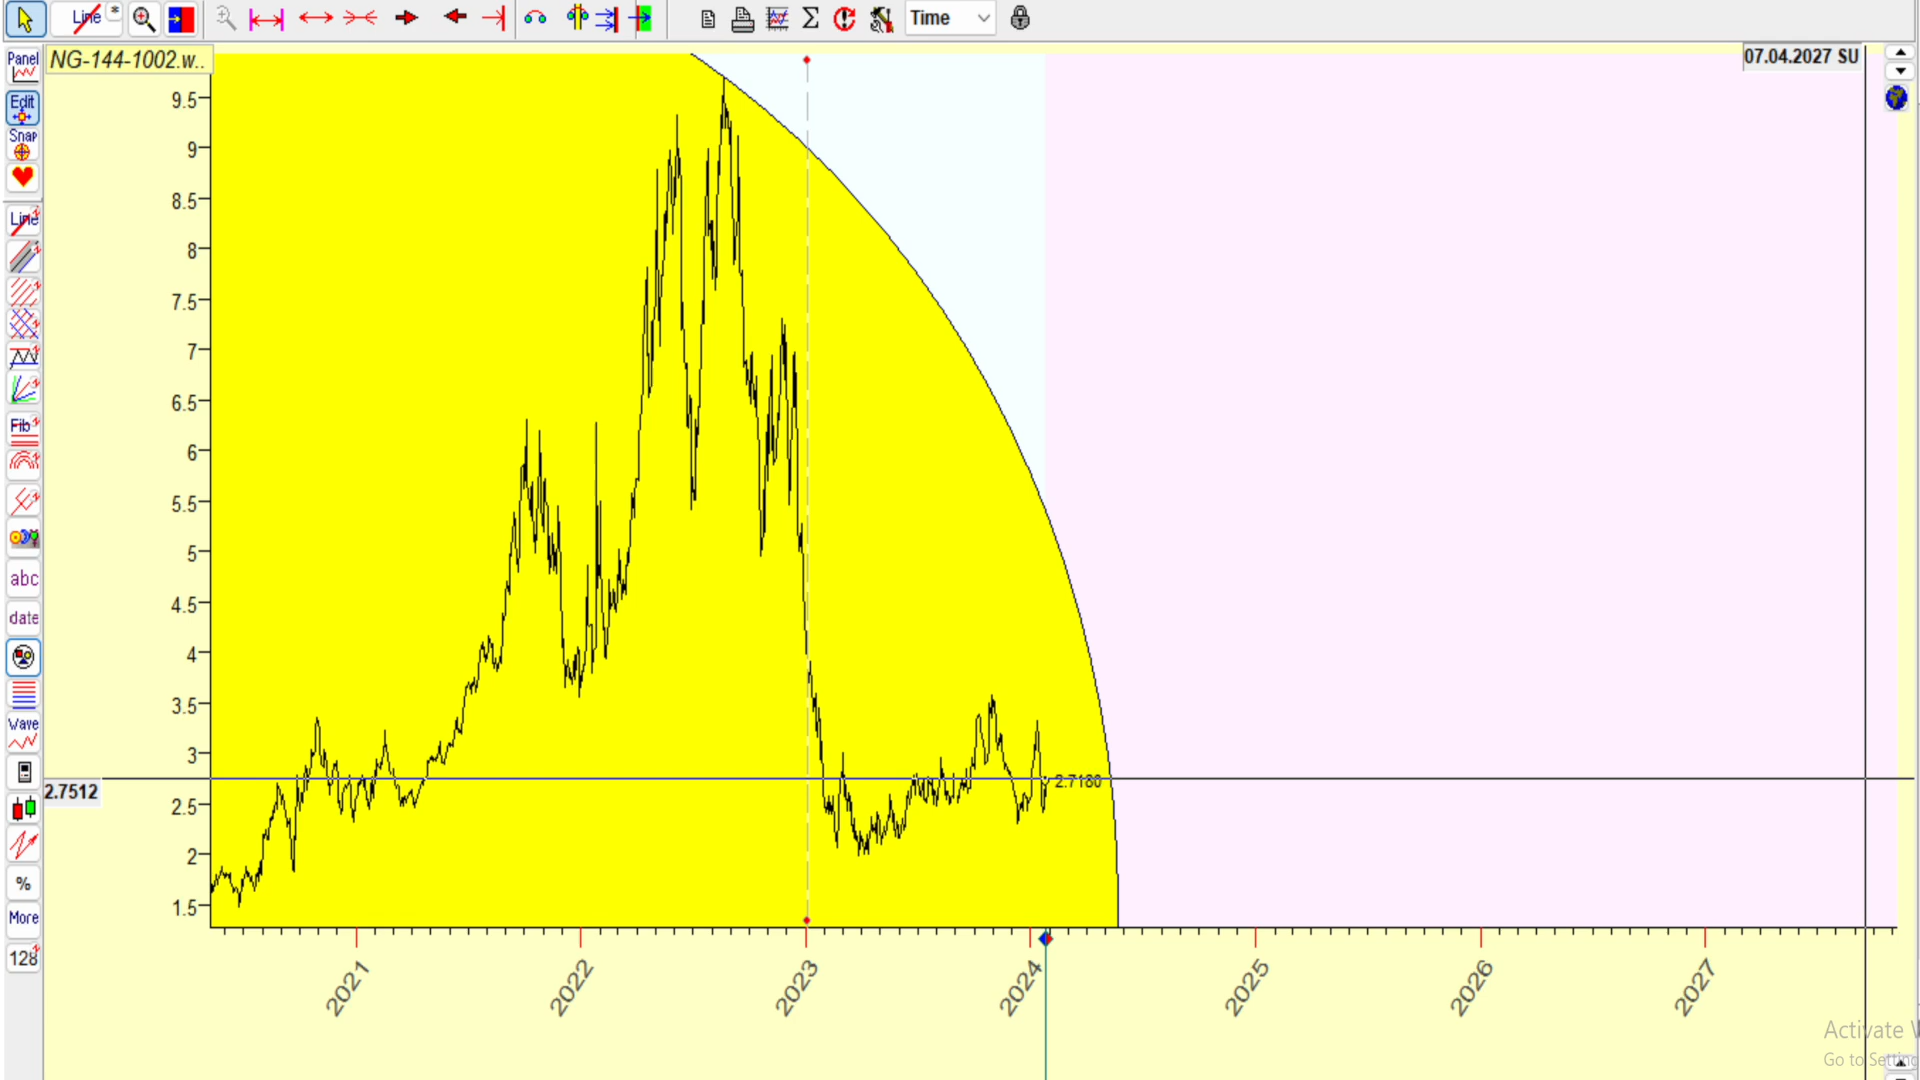 Line *
Time
Panel
NG-144-1002.w..
07.04.2027 SU
Edit
Snap
9.5
9
8.5
8
7.5
7
6.5
6
5.5
5
4.5
4
3.5
3
2.5
2
1.5
Line
Fib
abc
date
Wave
%
More
128
2.7512
2.7180
2021
2022
2023
2024
2025
2026
2027
Activate W
Go to Setting